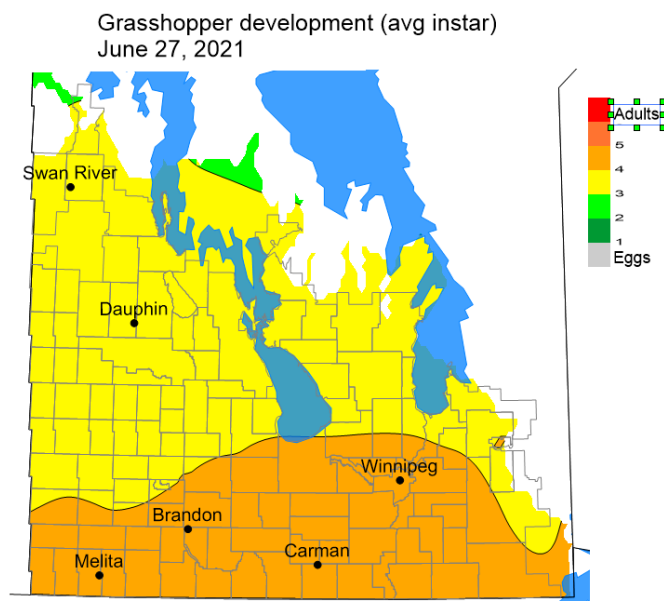 Grasshopper development (avg instar)
June 27, 2021
Adults
5
4
3
2
1
Eggs
Swan River
Dauphin
Winnipeg
Brandon
Carman
Melita